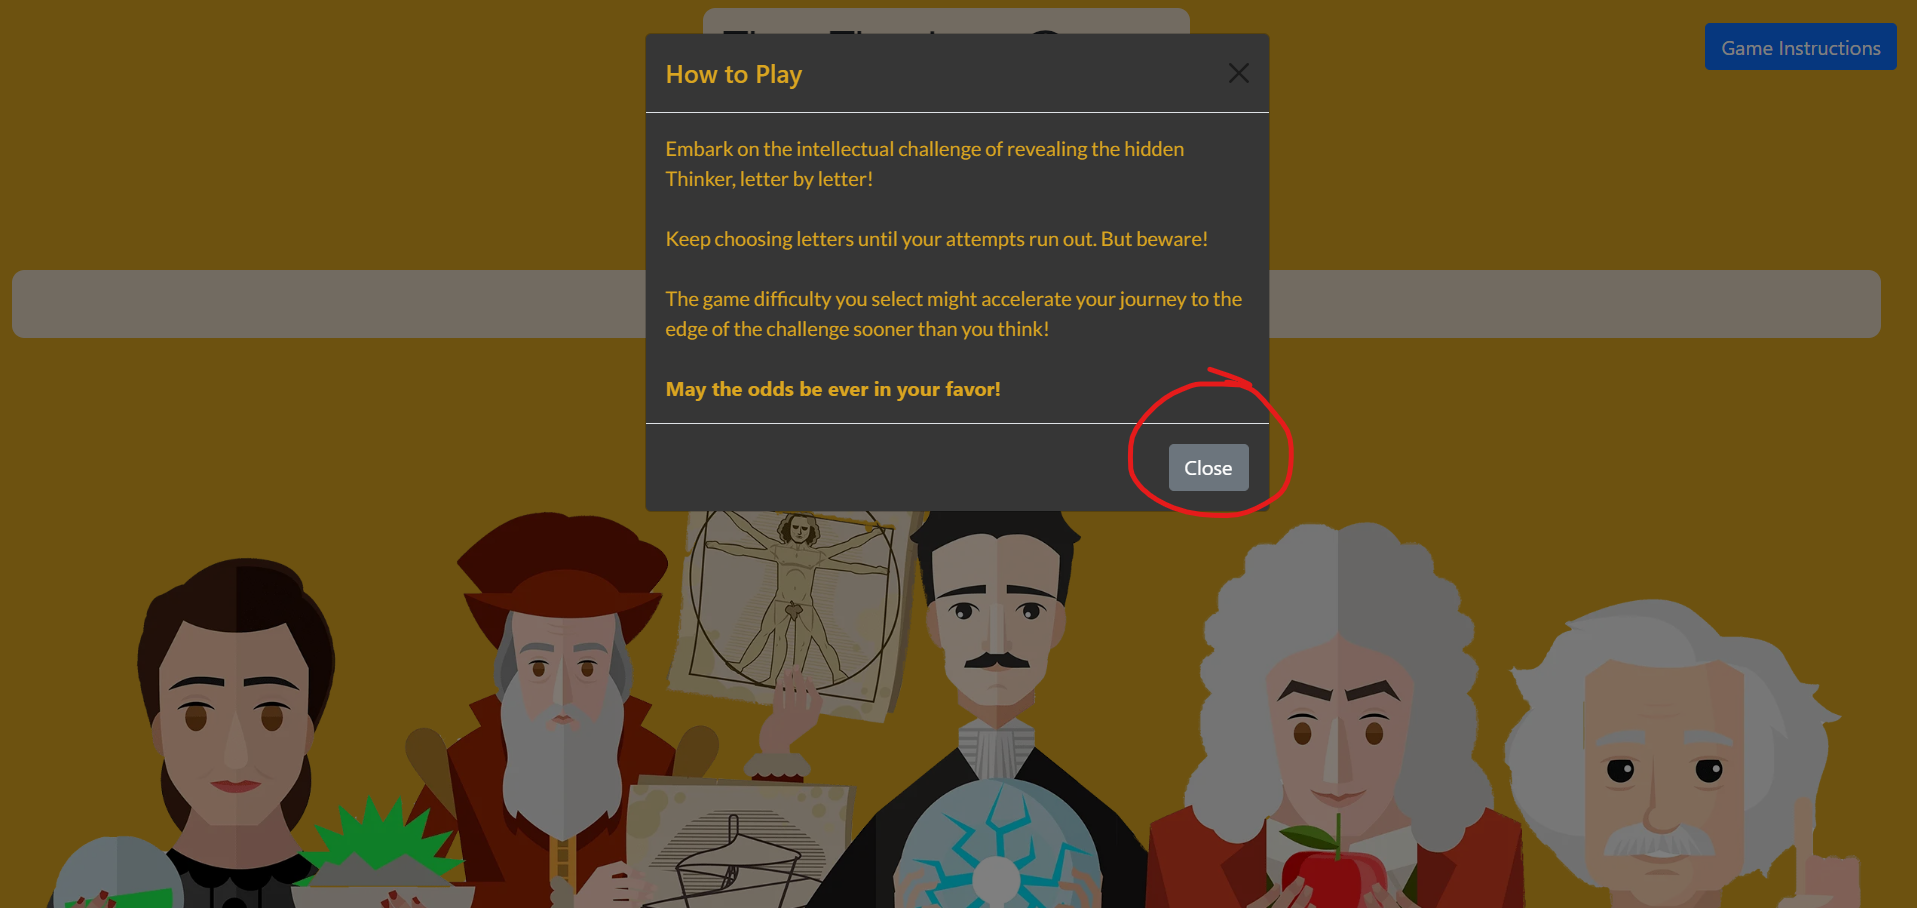 Game Instructions
How to Play
Embark on the intellectual challenge of revealing the hidden
Thinker, letter by letter!
Keep choosing letters until your attempts run out. But beware!
The game difficulty you select might accelerate your journey to the
edge of the challenge sooner than you think!
May the odds be ever in your favor!
Close